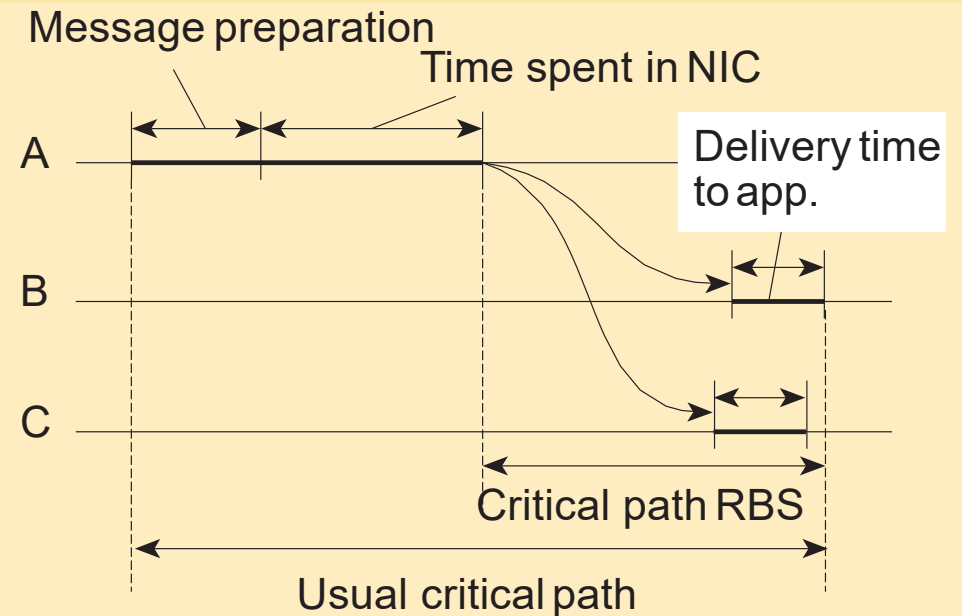 Message preparation
Time spent in NIC
A
Delivery time
to app.
B
C
Critical path RBS
Usual critical path